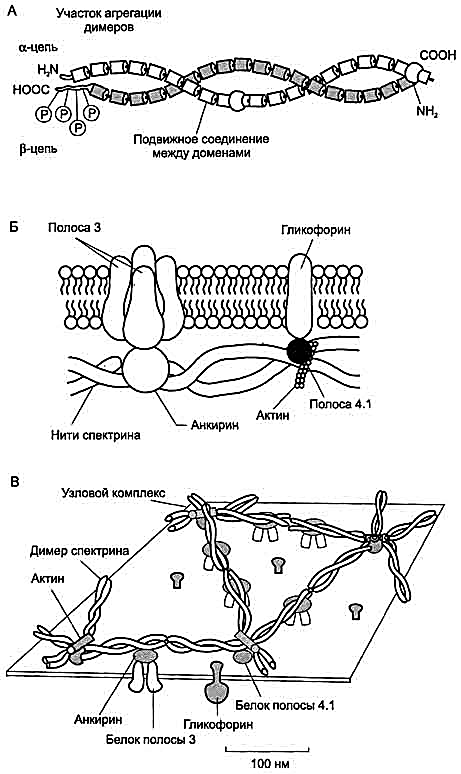 А
Участок агрегации
димеров
α-цепь
H₂N
COOH
HOOC
P P P P
NH₂
β-цепь
Подвижное соединение
между доменами
Б
Полоса 3
Гликофорин
Нити спектрина
Анкирин
Актин
Полоса 4.1
В
Узловой комплекс
Димер спектрина
Актин
Анкирин
Белок полосы 3
Гликофорин
Белок полосы 4.1
100 нм